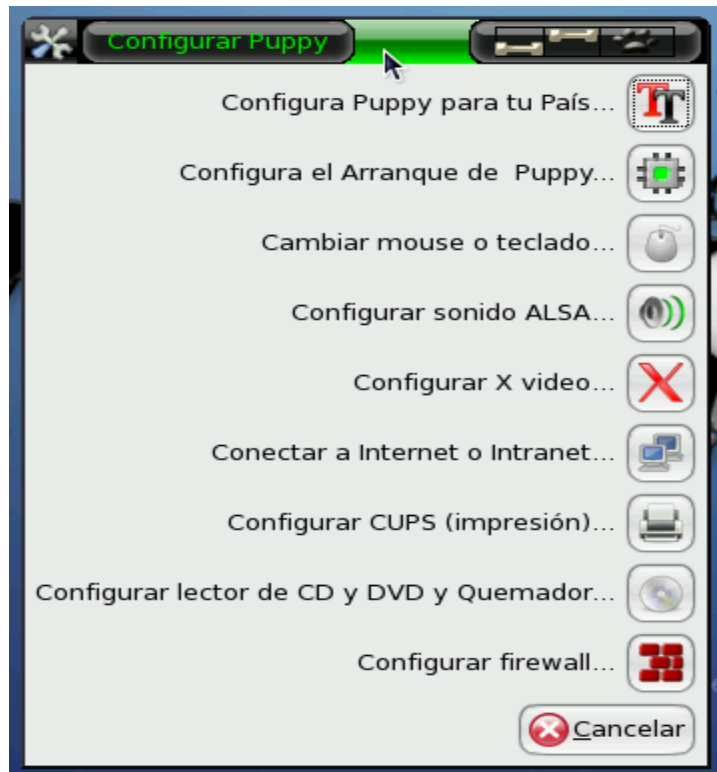 Configurar Puppy
Configura Puppy para tu País...
Configura el Arranque de  Puppy...
Cambiar mouse o teclado...
Configurar sonido ALSA...
Configurar X video...
Conectar a Internet o Intranet...
Configurar CUPS (impresión)...
Configurar lector de CD y DVD y Quemador...
Configurar firewall...
Cancelar